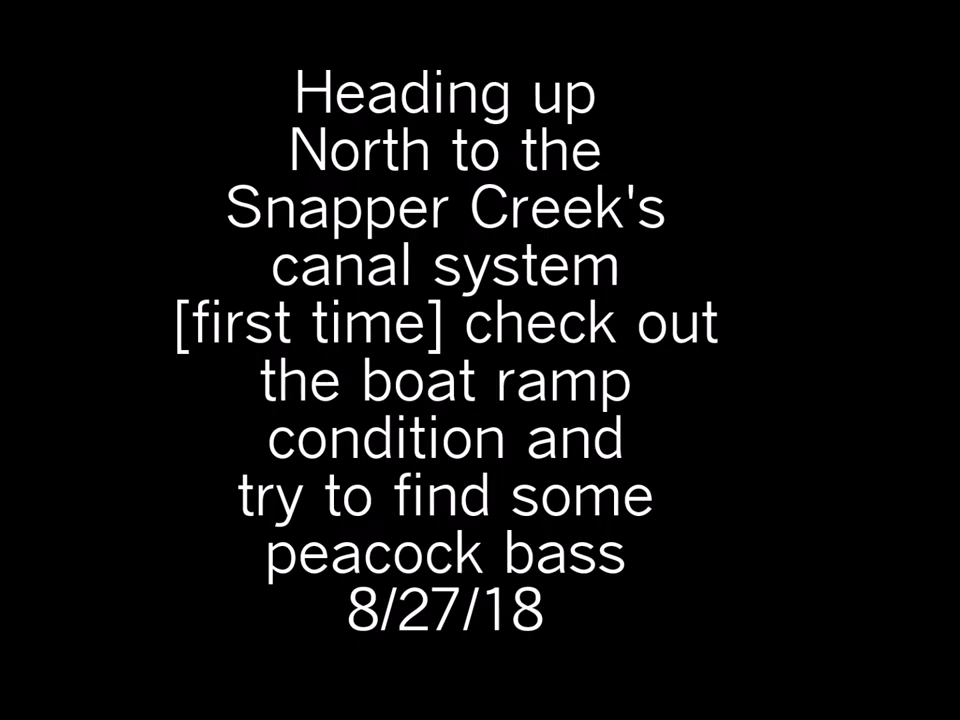 Heading up
North to the
Snapper Creek's
canal system
[first time] check out
the boat ramp
condition and
try to find some
peacock bass
8/27/18